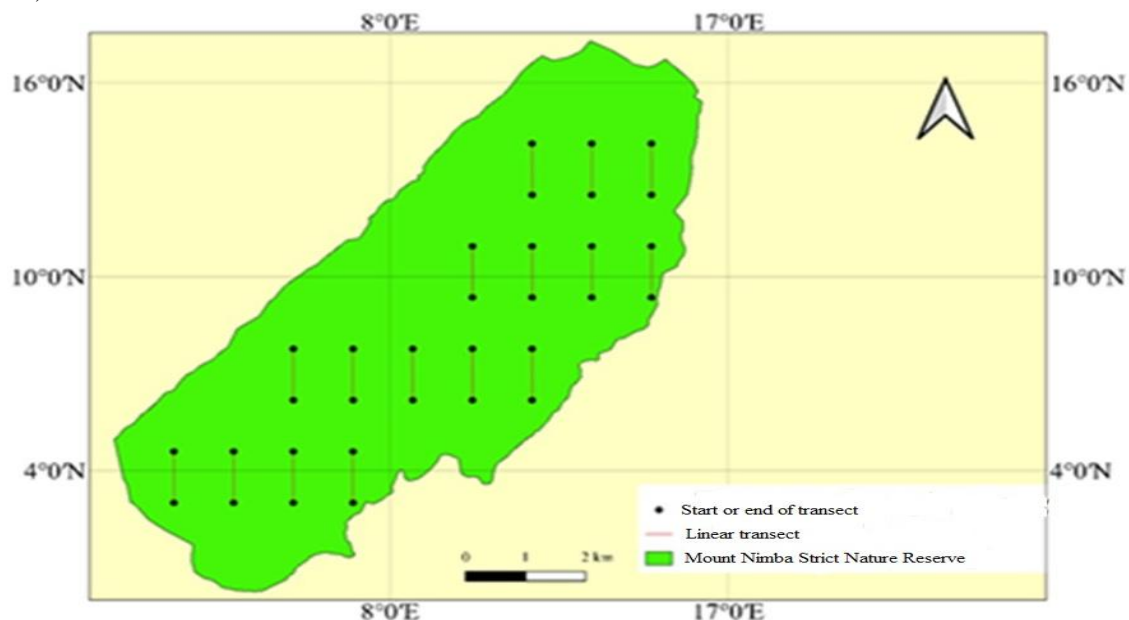 8°0′E 17°0′E
16°0′N 16°0′N
10°0′N 10°0′N
4°0′N 4°0′N
Start or end of transect
Linear transect
0 1 2 km
Mount Nimba Strict Nature Reserve
8°0′E 17°0′E